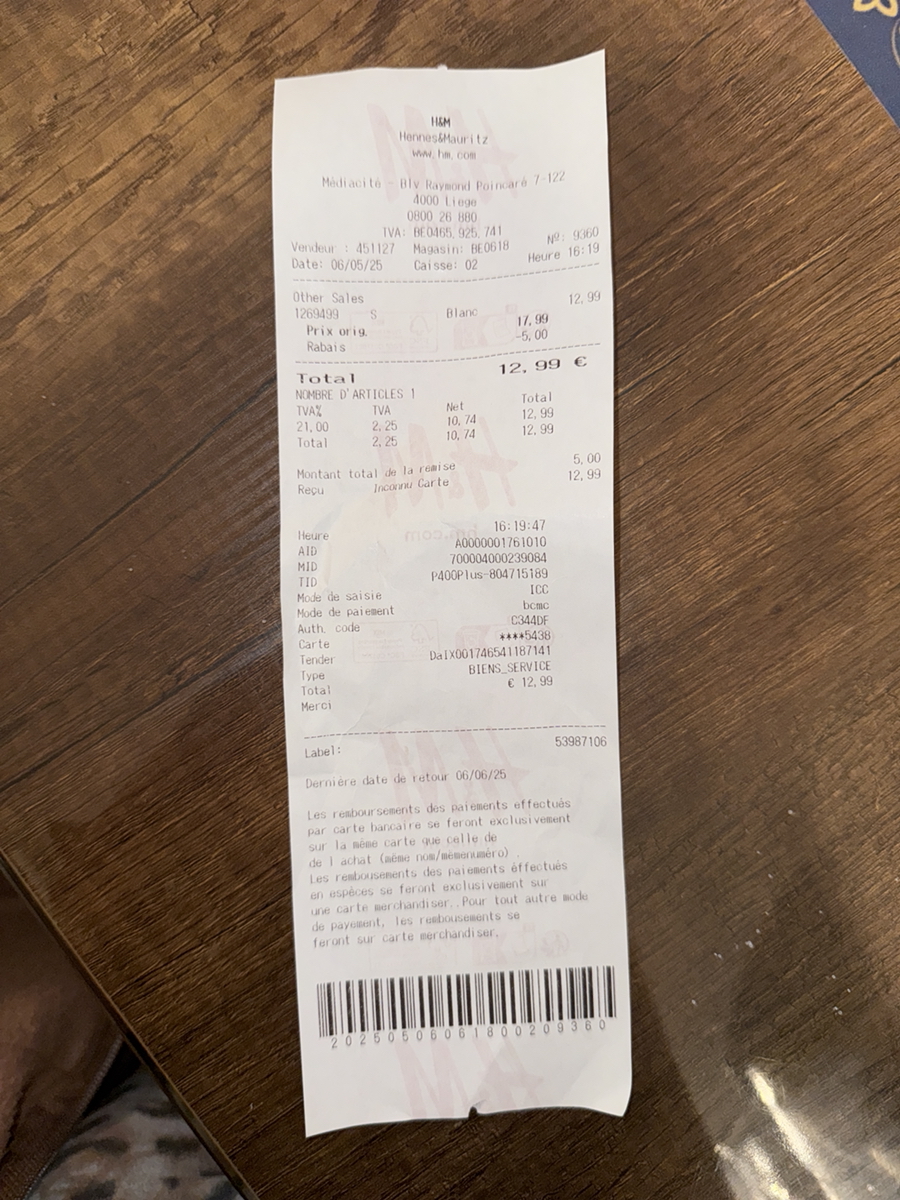 H&M
Hennes&Mauritz
www.hm.com
Médiacité - Blv Raymond Poincaré 7-122
4000 Liege
0800 26 880
IVA: BE0465.925.741
Vendeur : 451127 Magasin: BE0618 Nº: 9360
Date: 06/05/25 Caisse: 02 Heure 16:19
Other Sales 12,99
1269499 S Blanc
Prix orig. 17,99
Rabais -5,00
Total 12,99 €
NOMBRE D'ARTICLES 1
TVA% TVA Net Total
21,00 2,25 10,74 12,99
Total 2,25 10,74 12,99
Montant total de la remise 5,00
Reçu Inconnu Carte 12,99
Heure 16:19:47
AID A0000001761010
MID 700004000239084
TID P400Plus-804715189
Mode de saisie ICC
Mode de paiement bcmc
Auth. code C344DF
Carte ****5438
Tender DaIX001746541187141
Type BIENS_SERVICE
Total € 12,99
Merci
Label: 53987106
Dernière date de retour 06/06/25
Les remboursements des paiements effectués
par carte bancaire se feront exclusivement
sur la même carte que celle de
de l achat (même nom/mêmenuméro) .
Les rembousements des paiements éffectués
en espèces se feront exclusivement sur
une carte merchandiser..Pour tout autre mode
de payement, les rembousements se
feront sur carte merchandiser.
20250506061800209360